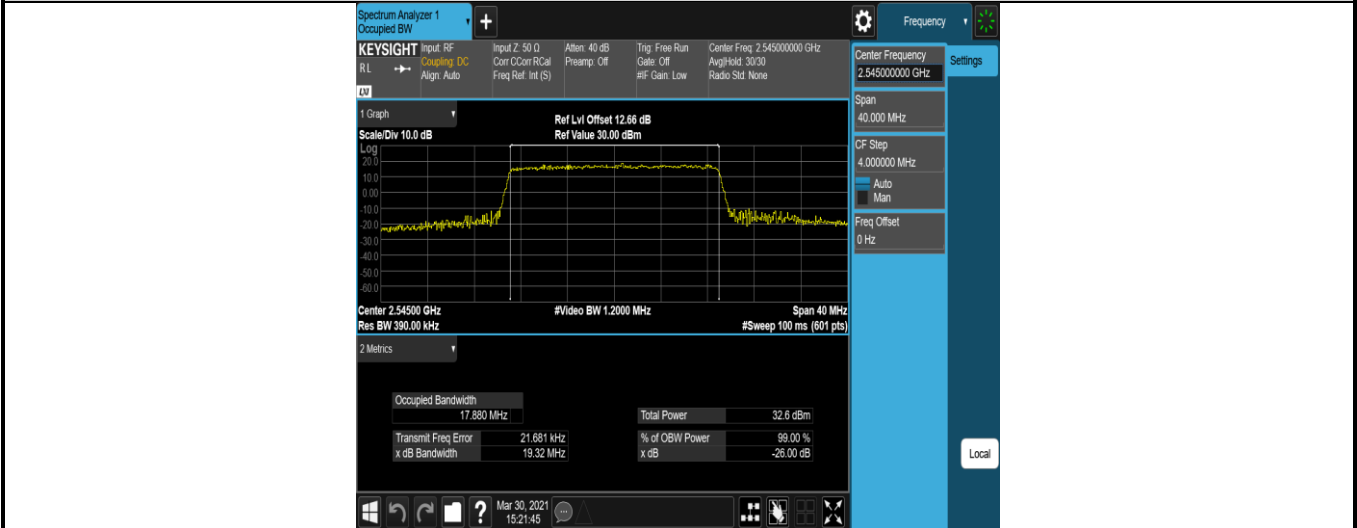 Spectrum Analyzer 1
Occupied BW
+
Frequency
KEYSIGHT
RL
LXI
Input: RF
Coupling: DC
Align: Auto
Input Z: 50 Ω
Corr CCorr RCal
Freq Ref: Int (S)
Atten: 40 dB
Preamp: Off
Trig: Free Run
Gate: Off
#IF Gain: Low
Center Freq: 2.545000000 GHz
Avg|Hold: 30/30
Radio Std: None
Center Frequency
2.545000000 GHz
Settings
Span
40.000 MHz
CF Step
4.000000 MHz
Auto
Man
Freq Offset
0 Hz
Local
1 Graph
Scale/Div 10.0 dB
Ref Lvl Offset 12.66 dB
Ref Value 30.00 dBm
Log
20.0
10.0
0.00
-10.0
-20.0
-30.0
-40.0
-50.0
-60.0
Center 2.54500 GHz
#Video BW 1.2000 MHz
Span 40 MHz
Res BW 390.00 kHz
#Sweep 100 ms (601 pts)
2 Metrics
Occupied Bandwidth
17.880 MHz
Total Power 32.6 dBm
Transmit Freq Error 21.681 kHz
% of OBW Power 99.00 %
x dB Bandwidth 19.32 MHz
x dB -26.00 dB
?
Mar 30, 2021
15:21:45